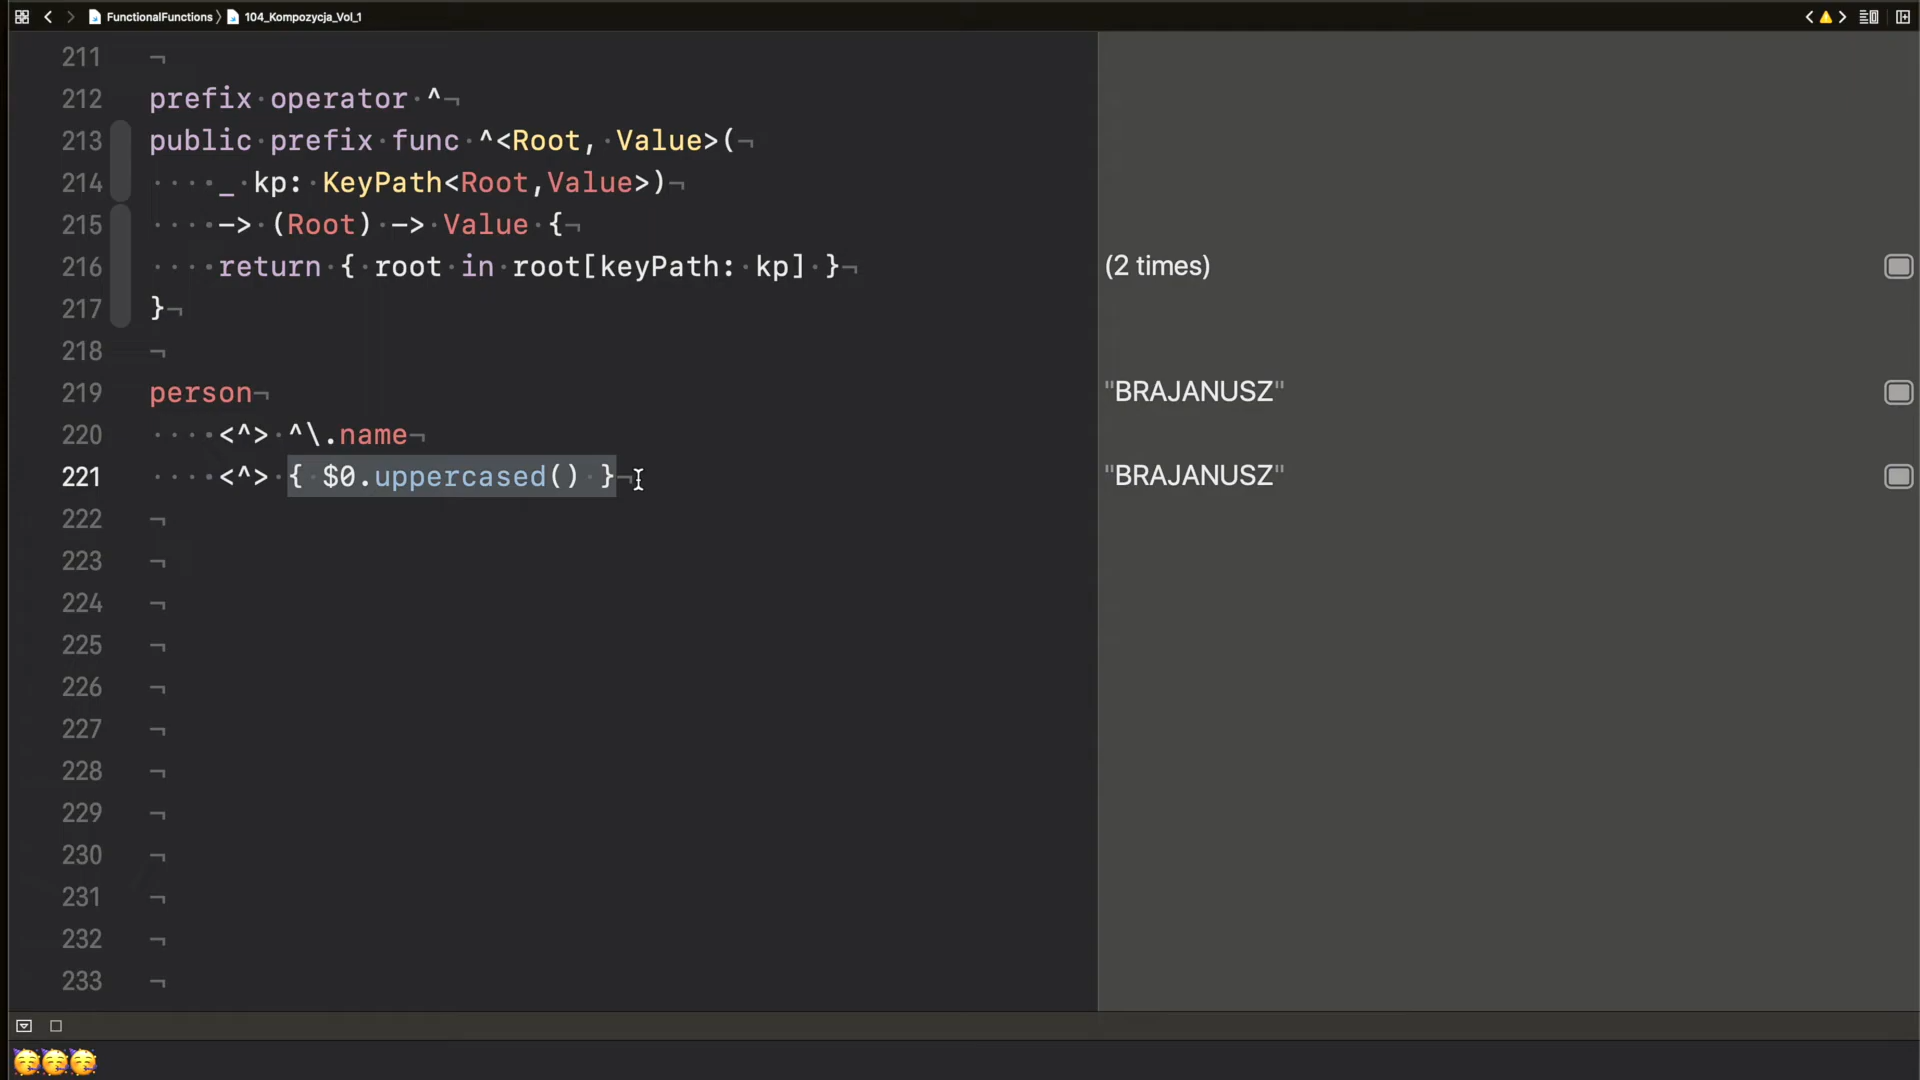 FunctionalFunctions 104_Kompozycja_Vol_1
211
212 prefix operator ^
213 public prefix func ^<Root, Value>(
214 _ kp: KeyPath<Root,Value>)
215 -> (Root) -> Value {
216 return { root in root[keyPath: kp] } (2 times)
217 }
218
219 person "BRAJANUSZ"
220 <^> ^\.name
221 <^> { $0.uppercased() } "BRAJANUSZ"
222
223
224
225
226
227
228
229
230
231
232
233
🥳🥳🥳